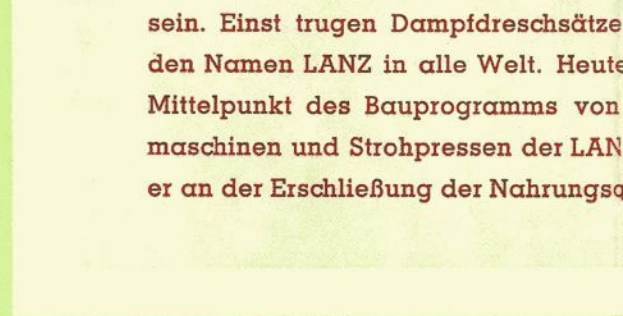 sein. Einst trugen Dampfdreschsätze
den Namen LANZ in alle Welt. Heute
Mittelpunkt des Bauprogramms von
maschinen und Strohpressen der LAN
er an der Erschließung der Nahrungsq